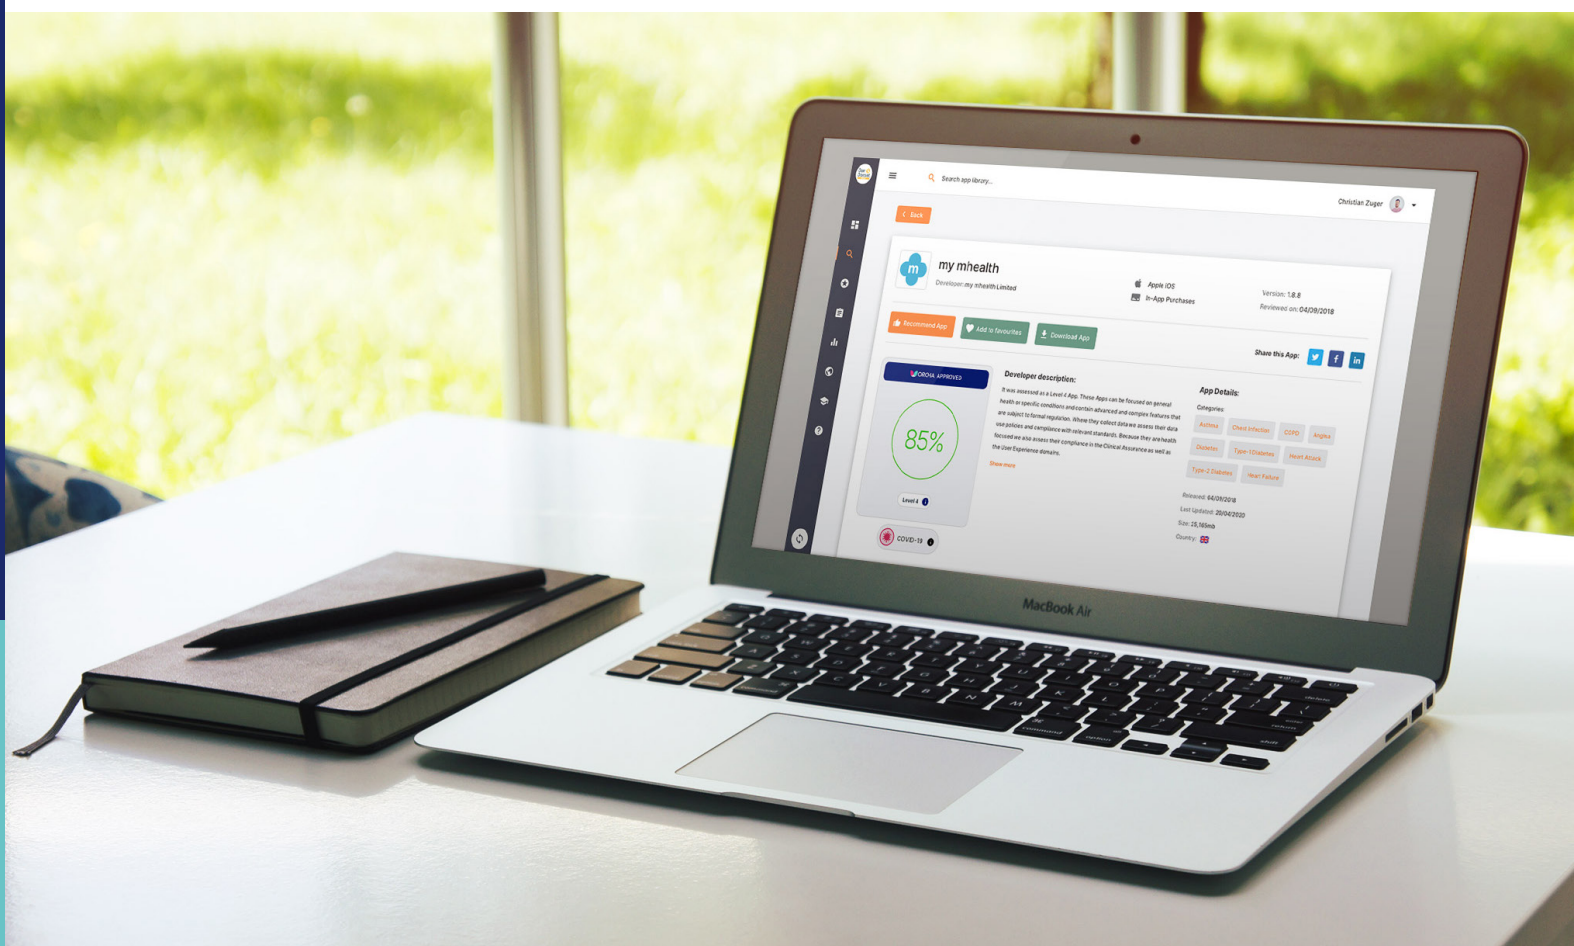 Search app library...
Christian Zuger
Back
m
my mhealth
Developer: my mhealth Limited
Apple iOS
In-App Purchases
Version: 1.8.8
Reviewed on: 04/09/2018
Recommend App
Add to favourites
Download App
Share this App:
f
in
ORCHA APPROVED
85%
Level 4
COVID-19
Developer description:
It was assessed as a Level 4 App. These Apps can be focused on general
health or specific conditions and contain advanced and complex features that
are subject to formal regulation. Where they collect data we assess their data
use policies and compliance with relevant standards. Because they are health
focused we also assess their compliance in the Clinical Assurance as well as
the User Experience domains.
Show more
App Details:
Categories:
Asthma
Chest Infection
COPD
Angina
Diabetes
Type-1 Diabetes
Heart Attack
Type-2 Diabetes
Heart Failure
Released: 04/09/2018
Last Updated: 20/04/2020
Size: 25,165mb
Country:
MacBook Air
command
option
return
shift